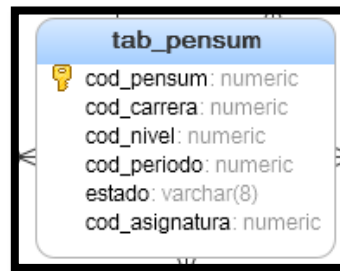 tab_pensum
cod_pensum: numeric
cod_carrera: numeric
cod_nivel: numeric
cod_periodo: numeric
estado: varchar(8)
cod_asignatura: numeric